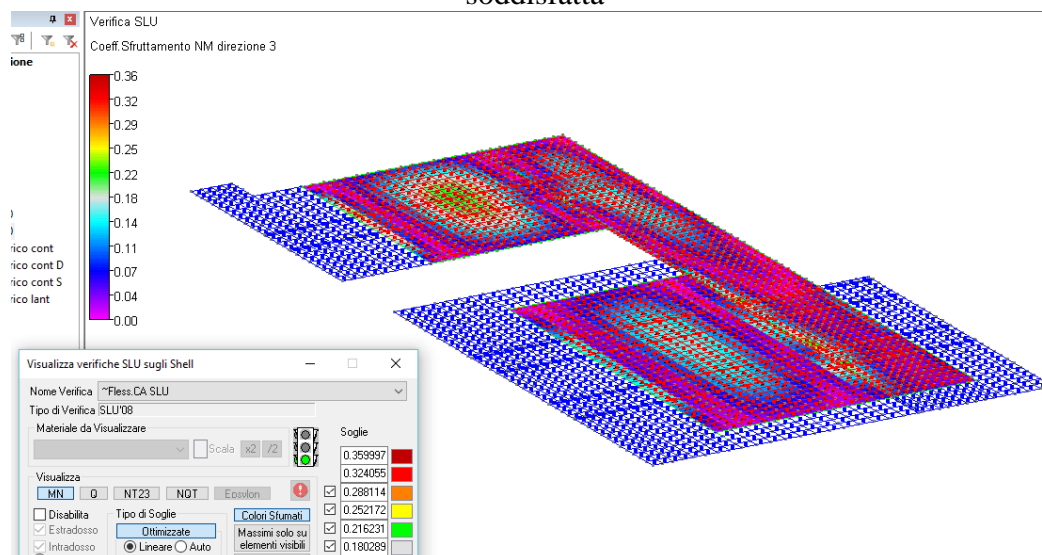 soddisfatta
Verifica SLU
Coeff.Sfruttamento NM direzione 3
ione
0.36
0.32
0.29
0.25
0.22
0.18
0.14
0.11
0.07
0.04
0.00
)
)
rico cont
rico cont D
rico cont S
rico lant
Visualizza verifiche SLU sugli Shell
Nome Verifica ~Fless.CA SLU
Tipo di Verifica SLU'08
Materiale da Visualizzare
Scala x2 /2
Soglie
0.359997
0.324055
0.288114
0.252172
0.216231
0.180289
Visualizza
MN Q NT23 NQT Epsylon
Disabilita
Estradosso
Intradosso
Tipo di Soglie
Ottimizzate
Lineare Auto
Colori Sfumati
Massimi solo su
elementi visibili